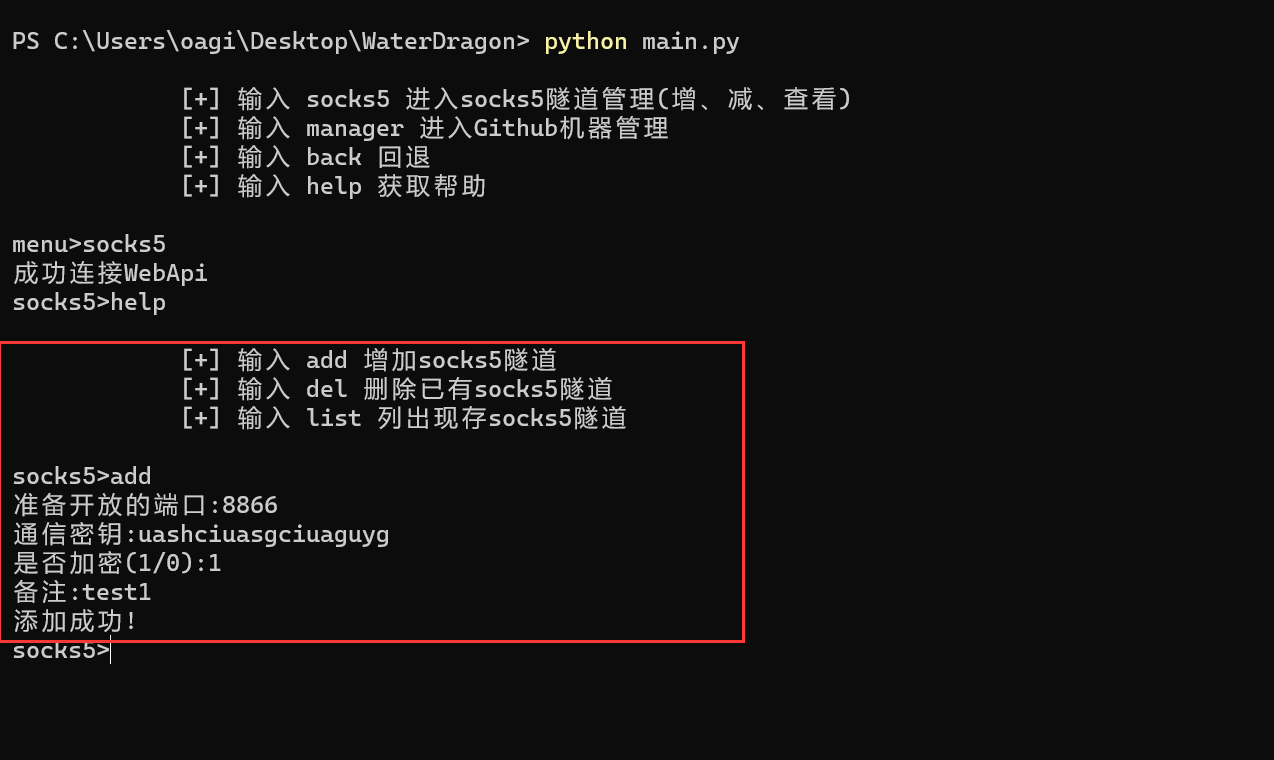 PS C:\Users\oagi\Desktop\WaterDragon> python main.py
[+] 输入 socks5 进入socks5隧道管理(增、减、查看)
[+] 输入 manager 进入Github机器管理
[+] 输入 back 回退
[+] 输入 help 获取帮助
menu>socks5
成功连接WebApi
socks5>help
[+] 输入 add 增加socks5隧道
[+] 输入 del 删除已有socks5隧道
[+] 输入 list 列出现存socks5隧道
socks5>add
准备开放的端口:8866
通信密钥:uashciuasgciuaguyg
是否加密(1/0):1
备注:test1
添加成功!
socks5>